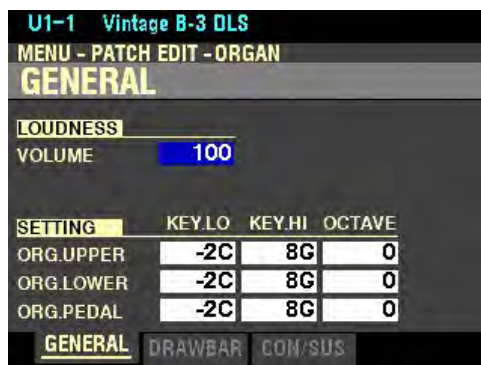 U1-1 Vintage B-3 DLS
MENU - PATCH EDIT - ORGAN
GENERAL
LOUDNESS
VOLUME 100
SETTING KEY.LO KEY.HI OCTAVE
ORG.UPPER -2C 8G 0
ORG.LOWER -2C 8G 0
ORG.PEDAL -2C 8G 0
GENERAL DRAWBAR CON/SUS